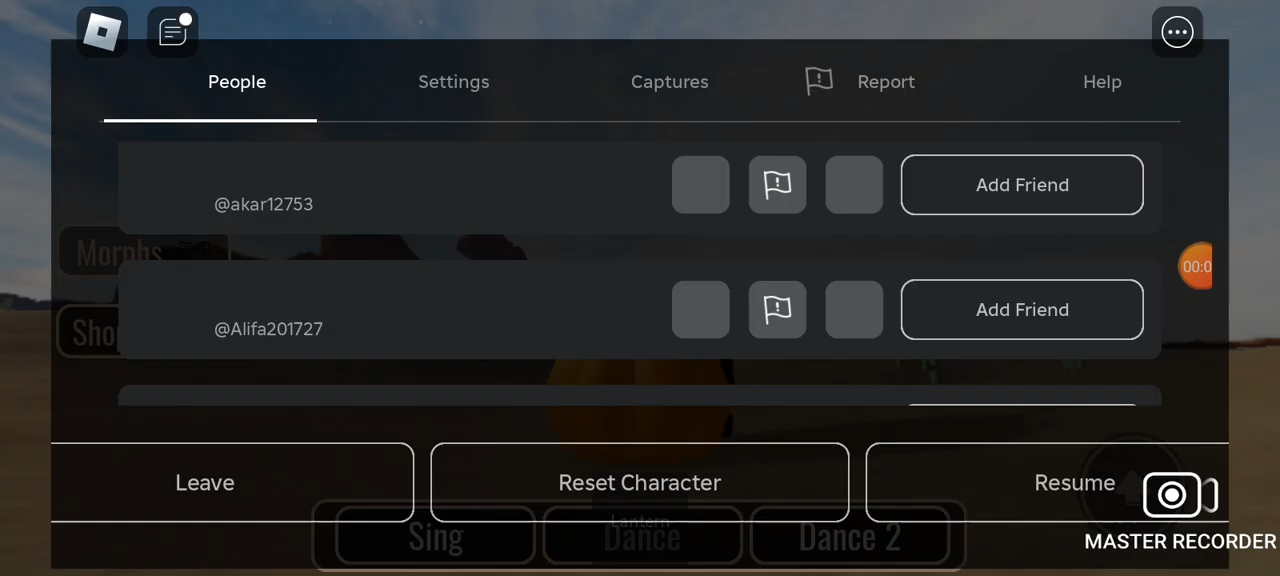 People
Settings
Captures
Report
Help
@akar12753
Add Friend
Morphs
00:0
@Alifa201727
Add Friend
Sho
Leave
Reset Character
Resume
Lantern
Sing
Dance
Dance 2
MASTER RECORDER